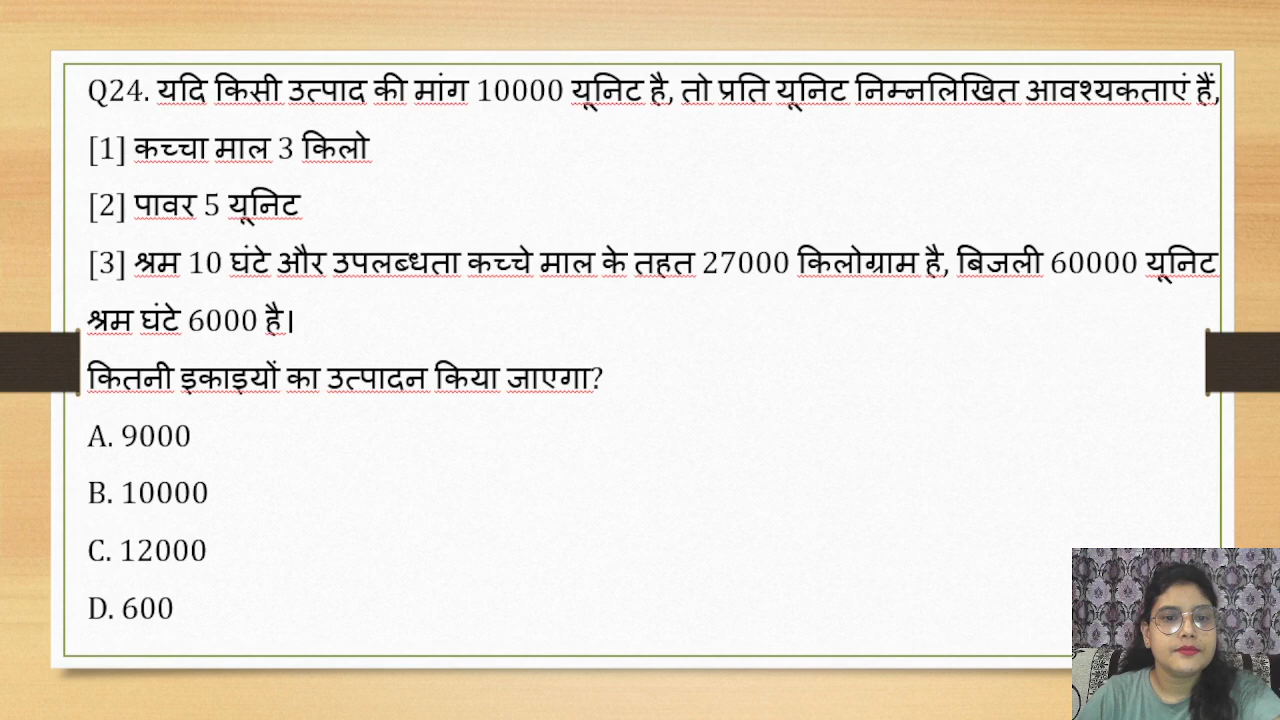 Q24. यदि किसी उत्पाद की मांग 10000 यूनिट है, तो प्रति यूनिट निम्नलिखित आवश्यकताएं हैं,
[1] कच्चा माल 3 किलो
[2] पावर 5 यूनिट
[3] श्रम 10 घंटे और उपलब्धता कच्चे माल के तहत 27000 किलोग्राम है, बिजली 60000 यूनिट
श्रम घंटे 6000 है।
कितनी इकाइयों का उत्पादन किया जाएगा?
A. 9000
B. 10000
C. 12000
D. 600